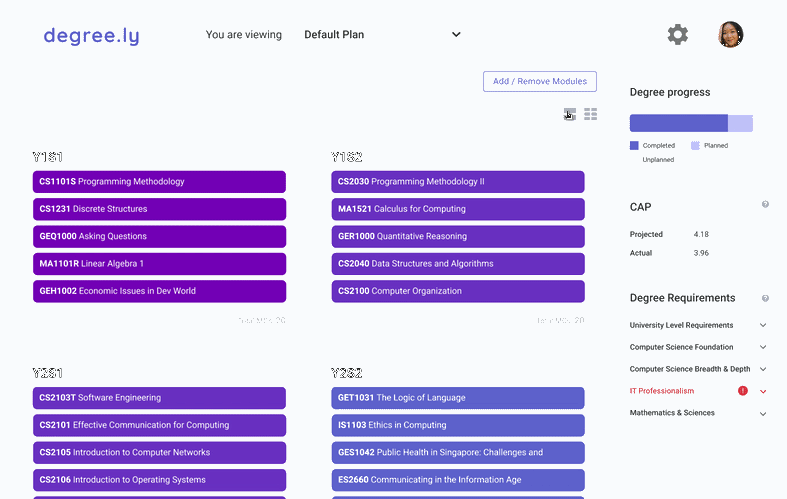 degree.ly
You are viewing Default Plan
Add / Remove Modules
Y1S1
CS1101S Programming Methodology
CS1231 Discrete Structures
GEQ1000 Asking Questions
MA1101R Linear Algebra 1
GEH1002 Economic Issues in Dev World
Y1S2
CS2030 Programming Methodology II
MA1521 Calculus for Computing
GER1000 Quantitative Reasoning
CS2040 Data Structures and Algorithms
CS2100 Computer Organization
Y2S1
CS2103T Software Engineering
CS2101 Effective Communication for Computing
CS2105 Introduction to Computer Networks
CS2106 Introduction to Operating Systems
Y2S2
GET1031 The Logic of Language
IS1103 Ethics in Computing
GES1042 Public Health in Singapore: Challenges and
ES2660 Communicating in the Information Age
Degree progress
Completed Planned
Unplanned
CAP ?
Projected 4.18
Actual 3.96
Degree Requirements ?
University Level Requirements
Computer Science Foundation
Computer Science Breadth & Depth
IT Professionalism !
Mathematics & Sciences